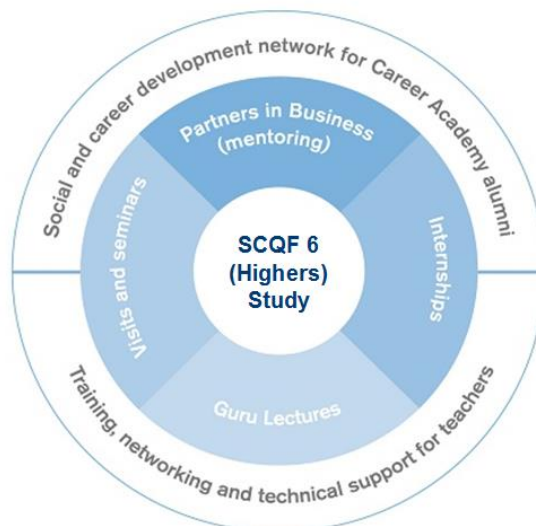 Social and career development network for Career Academy alumni
Partners in Business
(mentoring)
Visits and seminars
SCQF 6
(Highers)
Study
Internships
Guru Lectures
Training, networking and technical support for teachers